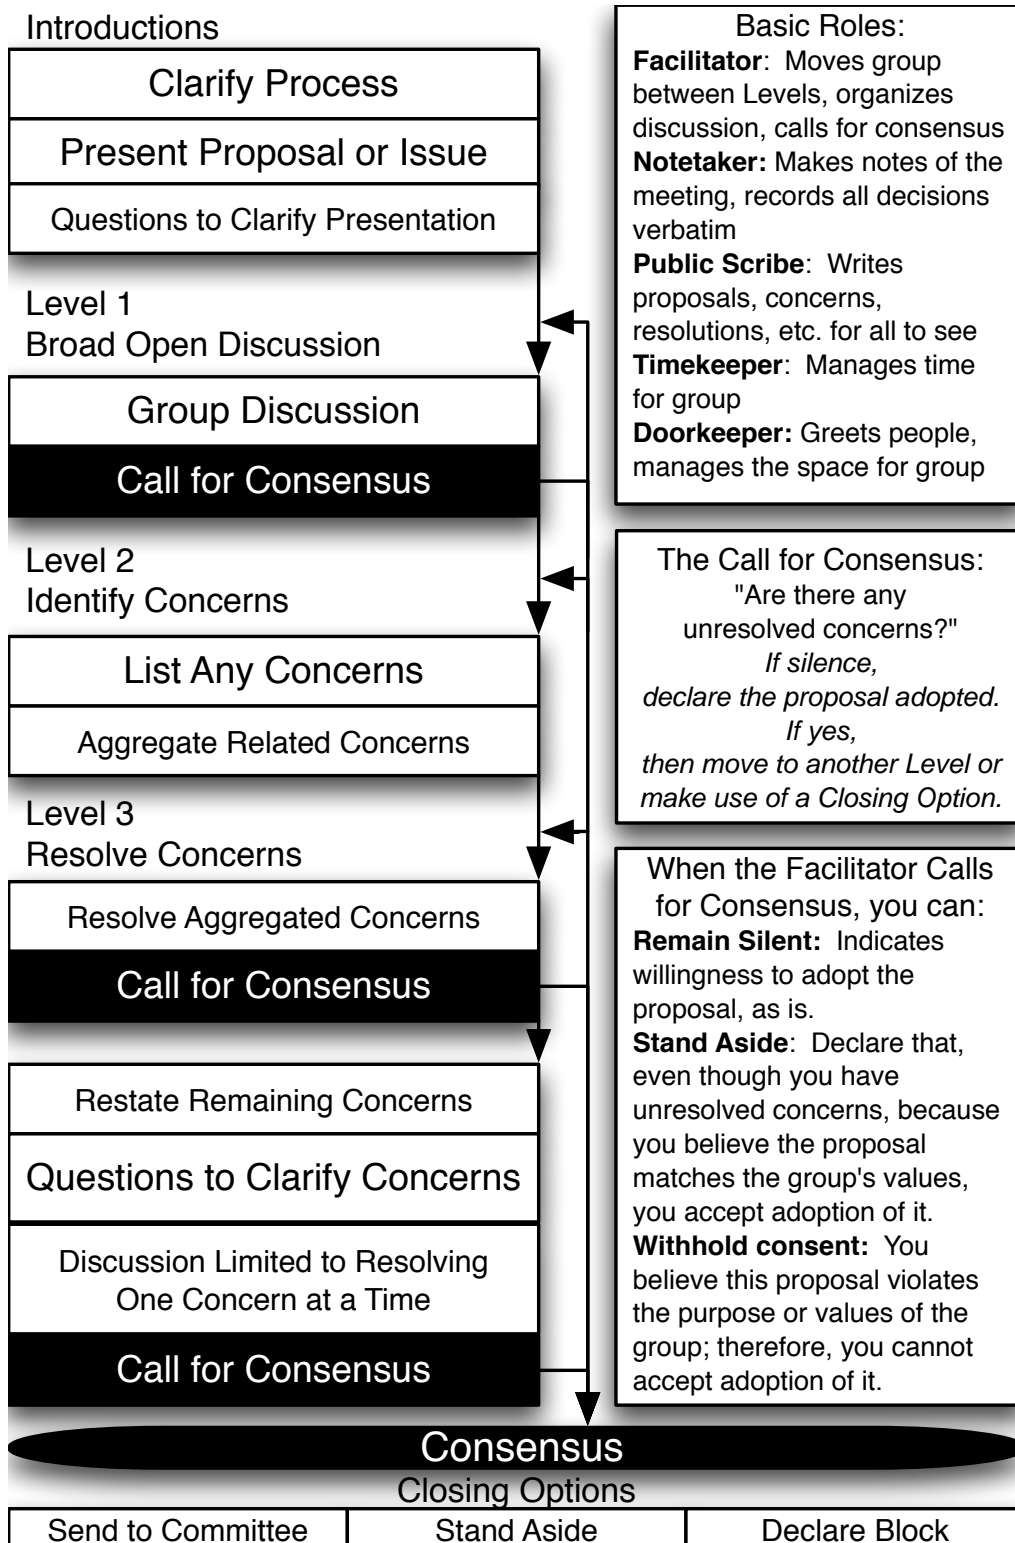 Introductions
Clarify Process
Present Proposal or Issue
Questions to Clarify Presentation
Level 1
Broad Open Discussion
Group Discussion
Call for Consensus
Level 2
Identify Concerns
List Any Concerns
Aggregate Related Concerns
Level 3
Resolve Concerns
Resolve Aggregated Concerns
Call for Consensus
Restate Remaining Concerns
Questions to Clarify Concerns
Discussion Limited to Resolving
One Concern at a Time
Call for Consensus
Basic Roles:
Facilitator: Moves group
between Levels, organizes
discussion, calls for consensus
Notetaker: Makes notes of the
meeting, records all decisions
verbatim
Public Scribe: Writes
proposals, concerns,
resolutions, etc. for all to see
Timekeeper: Manages time
for group
Doorkeeper: Greets people,
manages the space for group
The Call for Consensus:
"Are there any
unresolved concerns?"
If silence,
declare the proposal adopted.
If yes,
then move to another Level or
make use of a Closing Option.
When the Facilitator Calls
for Consensus, you can:
Remain Silent: Indicates
willingness to adopt the
proposal, as is.
Stand Aside: Declare that,
even though you have
unresolved concerns, because
you believe the proposal
matches the group's values,
you accept adoption of it.
Withhold consent: You
believe this proposal violates
the purpose or values of the
group; therefore, you cannot
accept adoption of it.
Consensus
Closing Options
Send to Committee
Stand Aside
Declare Block